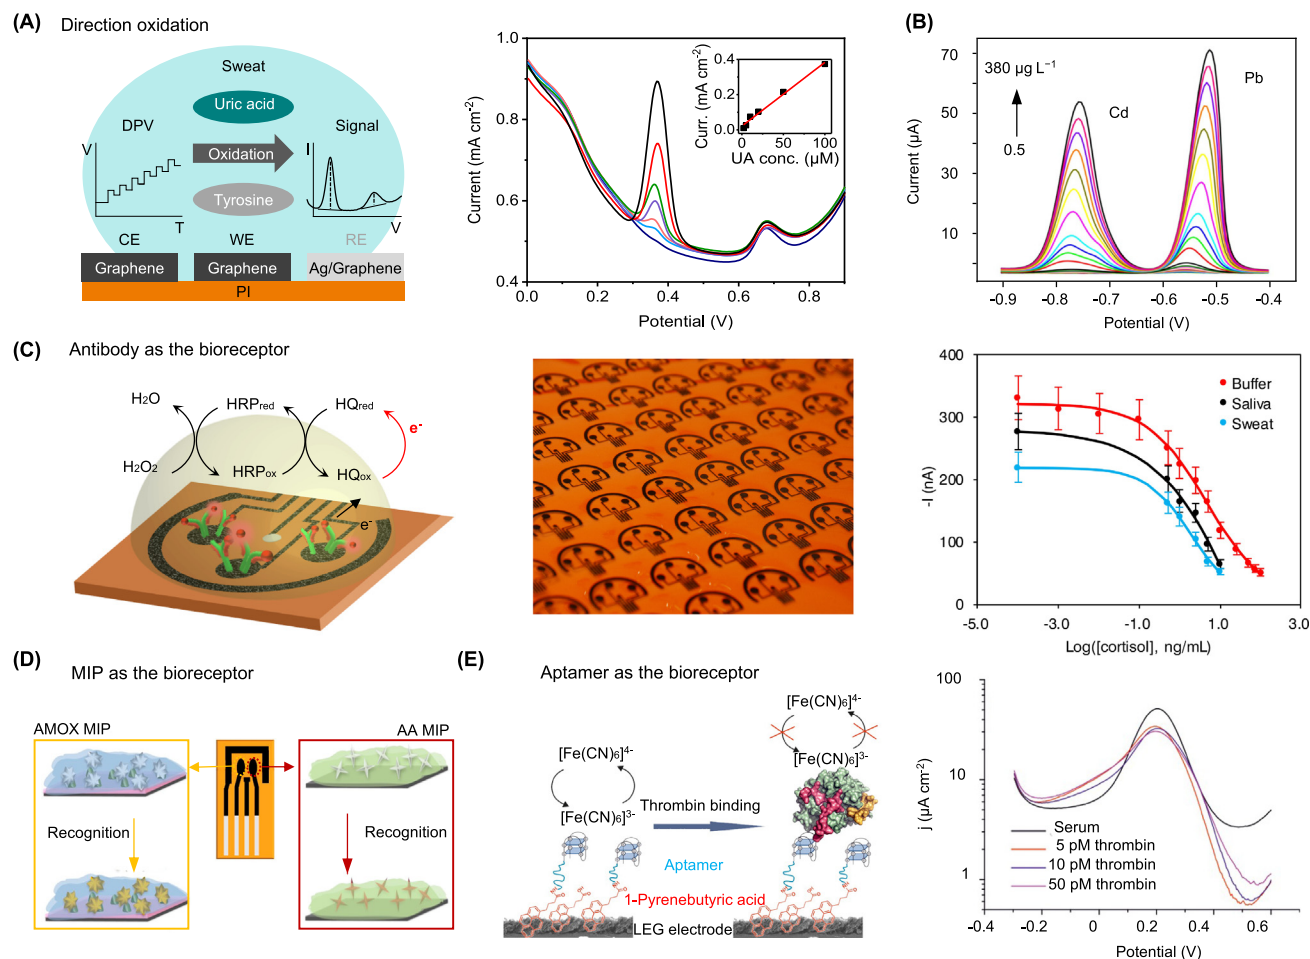 (A) Direction oxidation
Sweat
Uric acid
DPV
Signal
V
Oxidation
I
Tyrosine
T
V
CE WE RE
Graphene Graphene Ag/Graphene
PI
1.0
0.8
0.6
0.4
Current (mA cm⁻²)
0.0 0.2 0.4 0.6 0.8
Potential (V)
0.4
0.2
0.0
Curr. (mA cm⁻²)
0 50 100
UA conc. (µM)
(B)
70
50
30
10
Current (µA)
380 µg L⁻¹
0.5
Cd
Pb
-0.9 -0.8 -0.7 -0.6 -0.5 -0.4
Potential (V)
(C) Antibody as the bioreceptor
H₂O
HRPred
HQred
e⁻
H₂O₂
HRPox
HQox
e⁻
400
300
200
100
0
-I (nA)
Buffer
Saliva
Sweat
-5.0 -3.0 -1.0 1.0 3.0
Log([cortisol], ng/mL)
(D) MIP as the bioreceptor
AMOX MIP
AA MIP
Recognition
Recognition
(E) Aptamer as the bioreceptor
[Fe(CN)₆]⁴⁻
[Fe(CN)₆]³⁻
[Fe(CN)₆]⁴⁻
[Fe(CN)₆]³⁻
Thrombin binding
Aptamer
1-Pyrenebutyric acid
LEG electrode
100
10
1
j (µA cm⁻²)
Serum
5 pM thrombin
10 pM thrombin
50 pM thrombin
-0.4 -0.2 0 0.2 0.4 0.6
Potential (V)